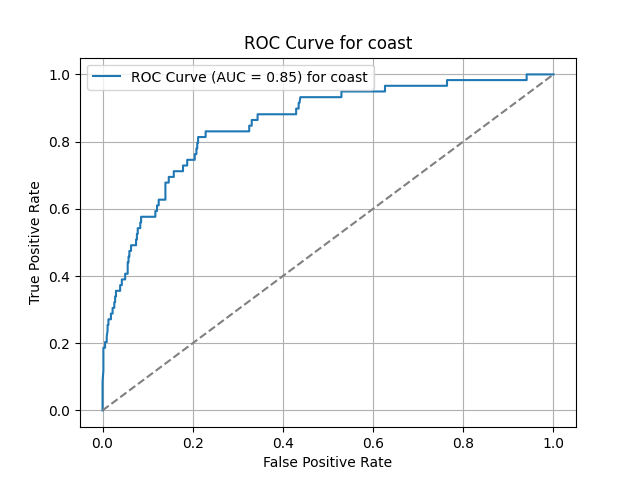 ROC Curve for coast
ROC Curve (AUC = 0.85) for coast
True Positive Rate
1.0
0.8
0.6
0.4
0.2
0.0
0.0 0.2 0.4 0.6 0.8 1.0
False Positive Rate